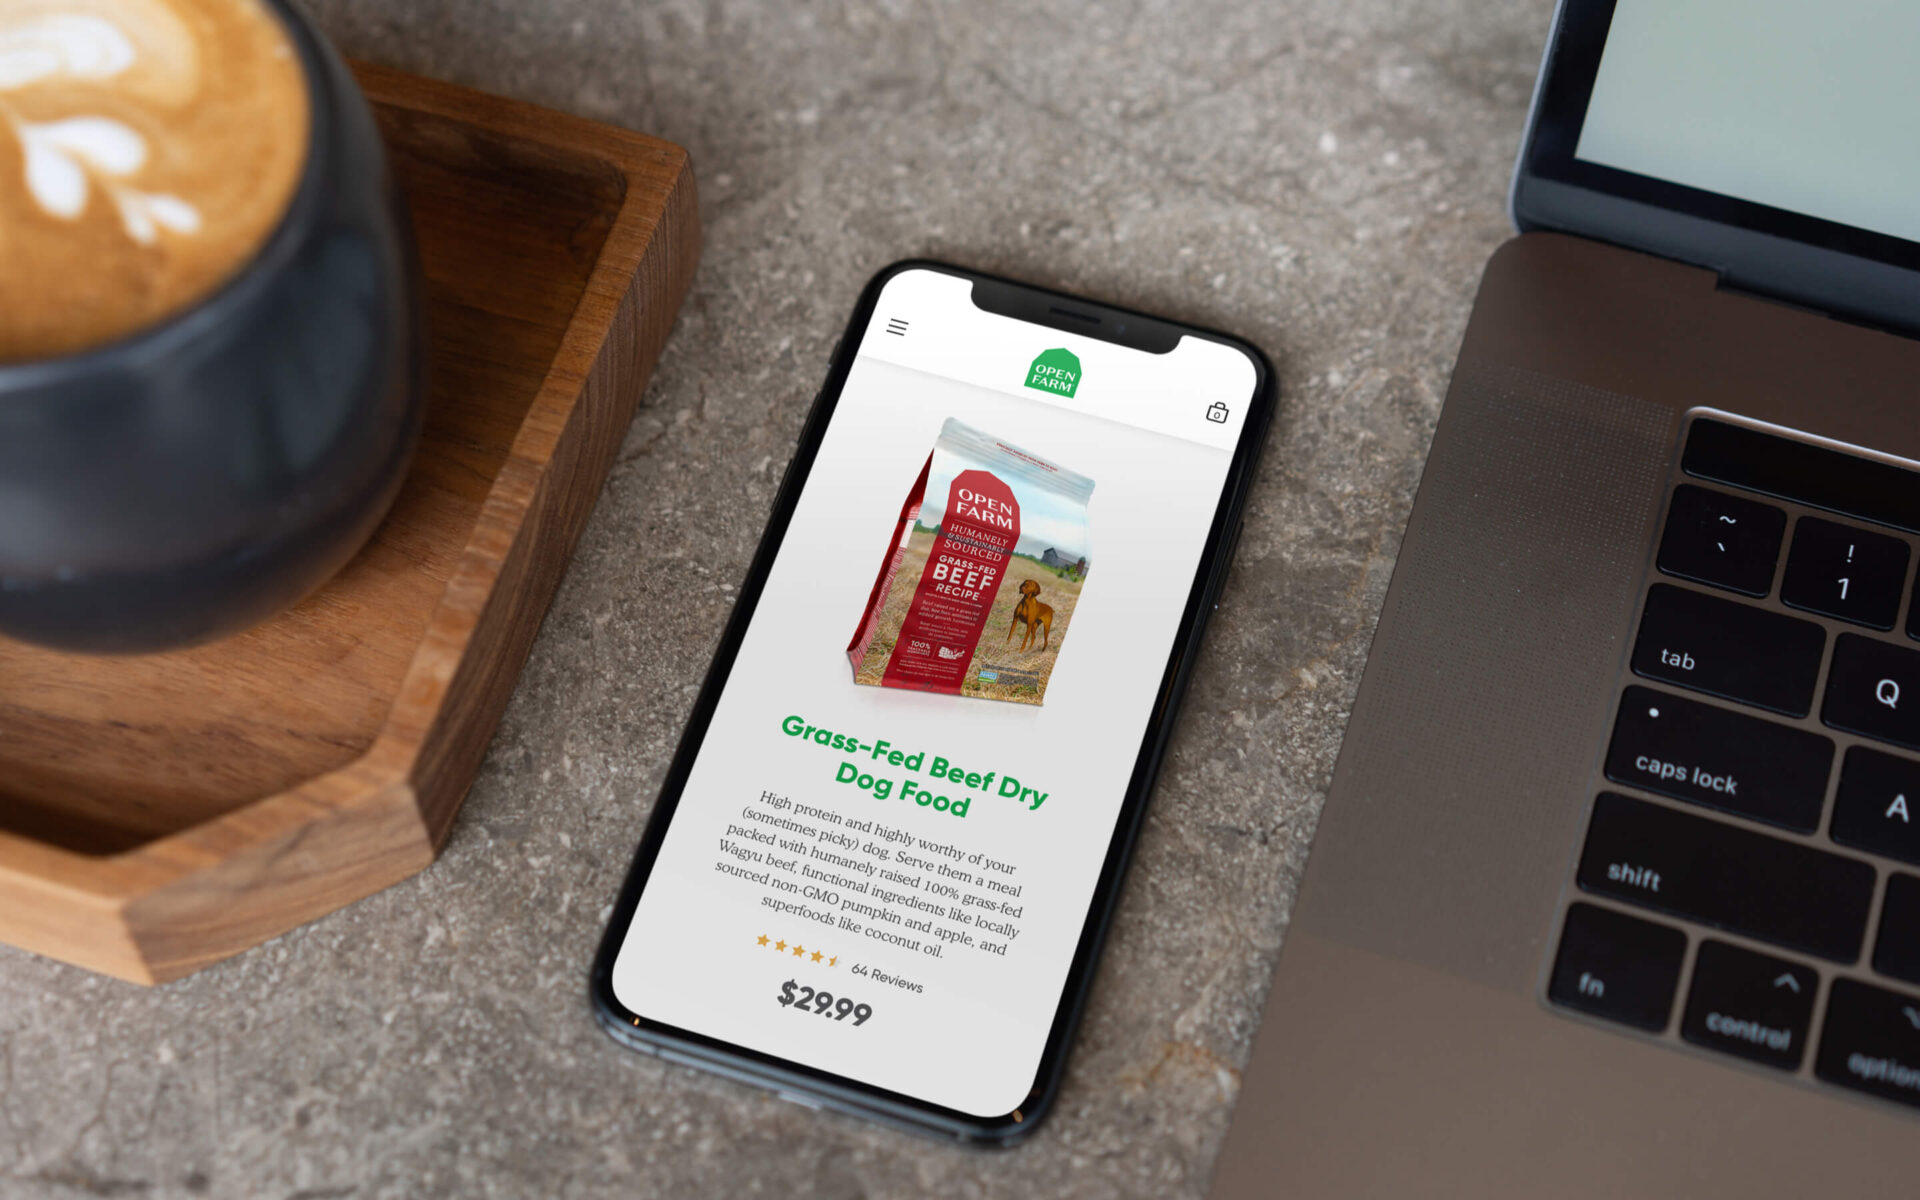 OPEN
FARM
0
OPEN
FARM
HUMANELY
& SUSTAINABLY
SOURCED
GRASS-FED
BEEF
RECIPE
100%
Grass-Fed Beef Dry
Dog Food
High protein and highly worthy of your
(sometimes picky) dog. Serve them a meal
packed with humanely raised 100% grass-fed
Wagyu beef, functional ingredients like locally
sourced non-GMO pumpkin and apple, and
superfoods like coconut oil.
64 Reviews
$29.99
~
`
!
1
tab
Q
caps lock
A
shift
fn
control
option